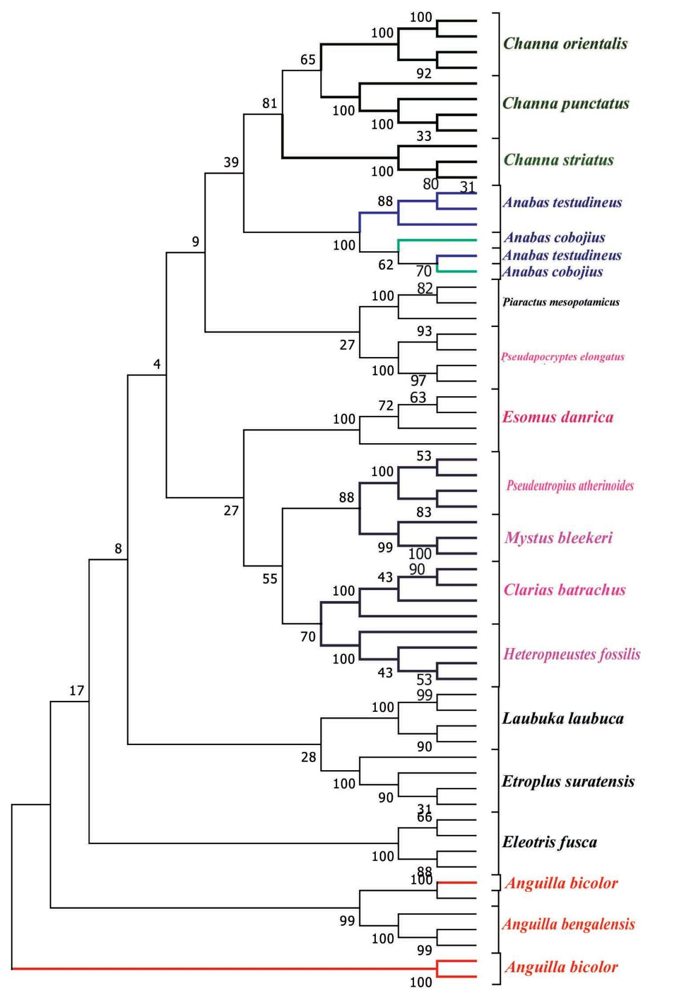 100
100
Channa orientalis
65
92
81
Channa punctatus
100
100
33
39
Channa striatus
100
80
31
88
Anabas testudineus
9
100
Anabas cobojius
62
Anabas testudineus
70
Anabas cobojius
82
100
Piaractus mesopotamicus
93
27
4
Pseudapocryptes elongatus
100
97
63
72
100
Esomus danrica
53
100
88
Pseudeutropius atherinoides
27
83
8
Mystus bleekeri
99
100
90
43
55
100
Clarias batrachus
70
100
Heteropneustes fossilis
43
53
17
99
100
Laubuka laubuca
90
28
100
Etroplus suratensis
90
31
66
Eleotris fusca
100
88
100
Anguilla bicolor
99
Anguilla bengalensis
100
99
Anguilla bicolor
100